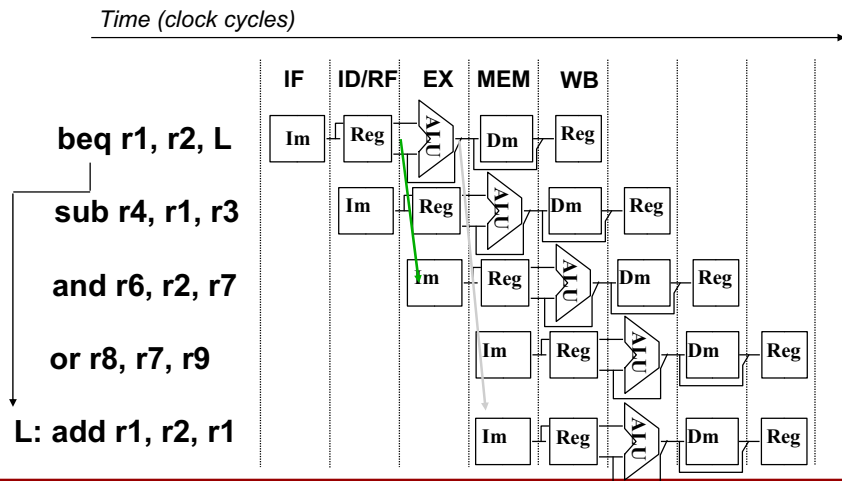 Time (clock cycles)
IF ID/RF EX MEM WB
beq r1, r2, L Im Reg ALU Dm Reg
sub r4, r1, r3 Im Reg ALU Dm Reg
and r6, r2, r7 Im Reg ALU Dm Reg
or r8, r7, r9 Im Reg ALU Dm Reg
L: add r1, r2, r1 Im Reg ALU Dm Reg